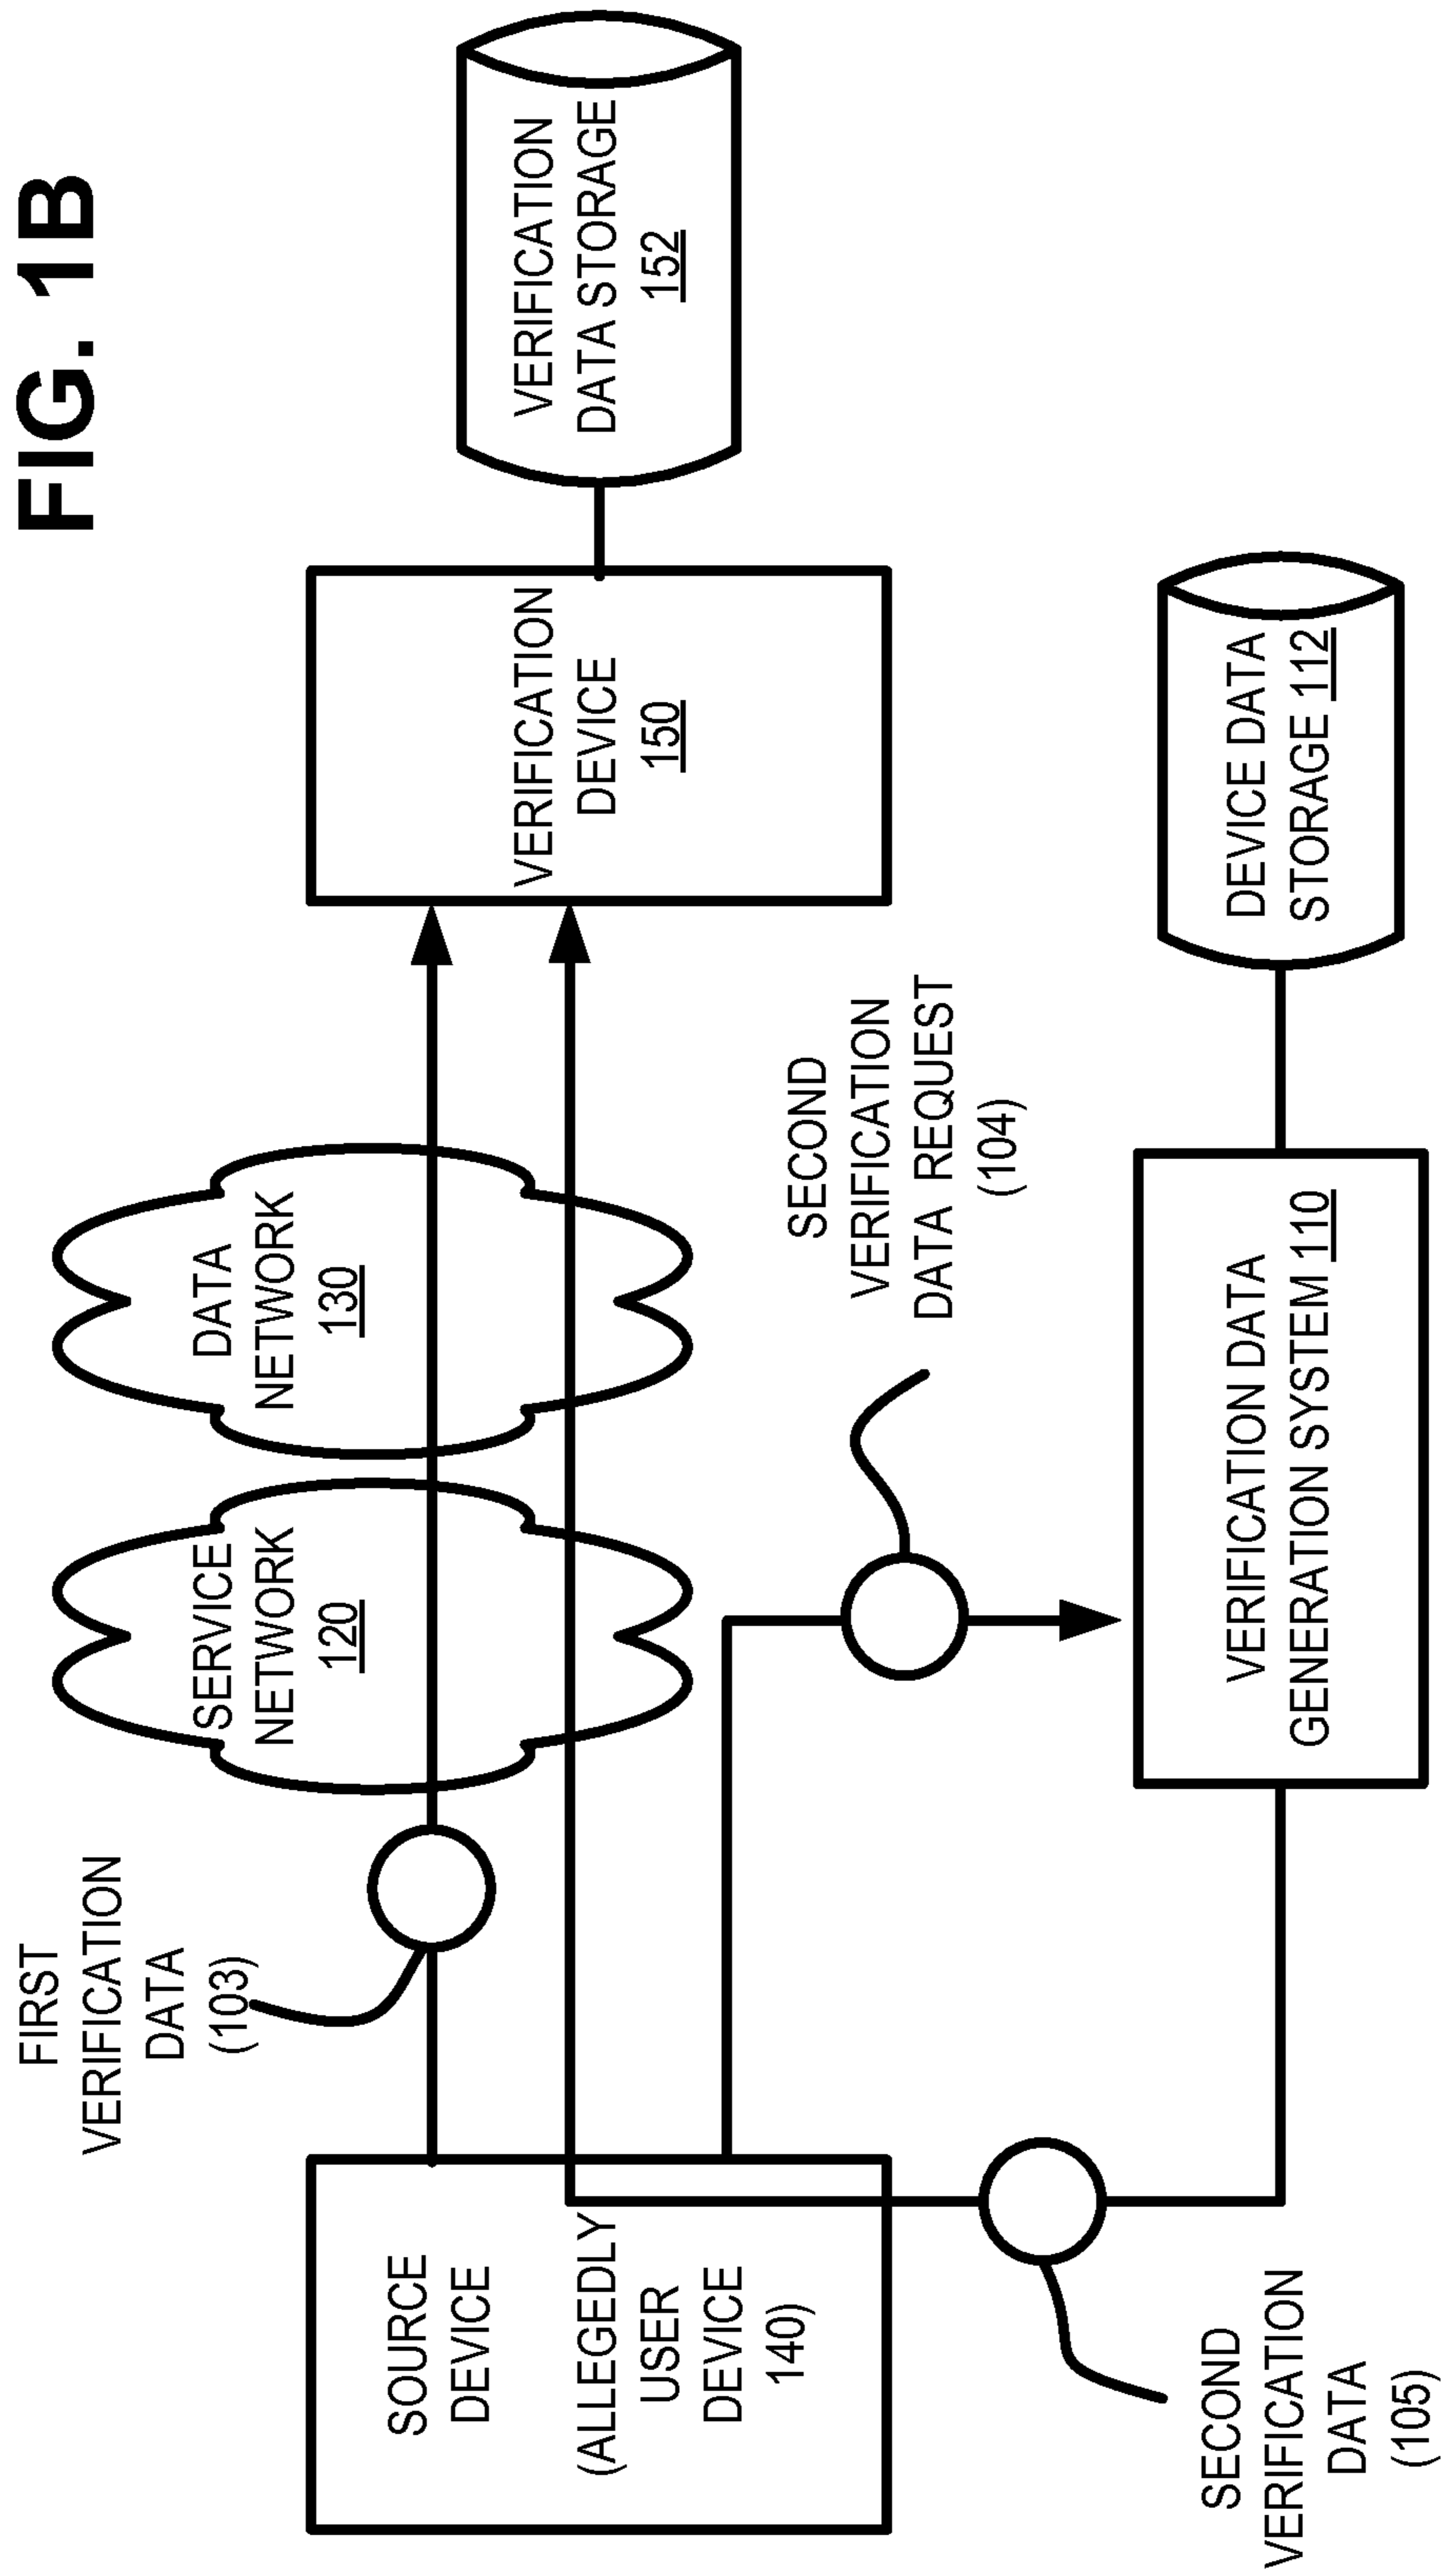 FIG. 1B
FIRST
VERIFICATION
DATA
(103)
SERVICE
NETWORK
120
DATA
NETWORK
130
SOURCE
DEVICE
(ALLEGEDLY
USER
DEVICE
140)
VERIFICATION
DEVICE
150
VERIFICATION
DATA STORAGE
152
SECOND
VERIFICATION
DATA REQUEST
(104)
SECOND
VERIFICATION
DATA
(105)
VERIFICATION DATA
GENERATION SYSTEM 110
DEVICE DATA
STORAGE 112